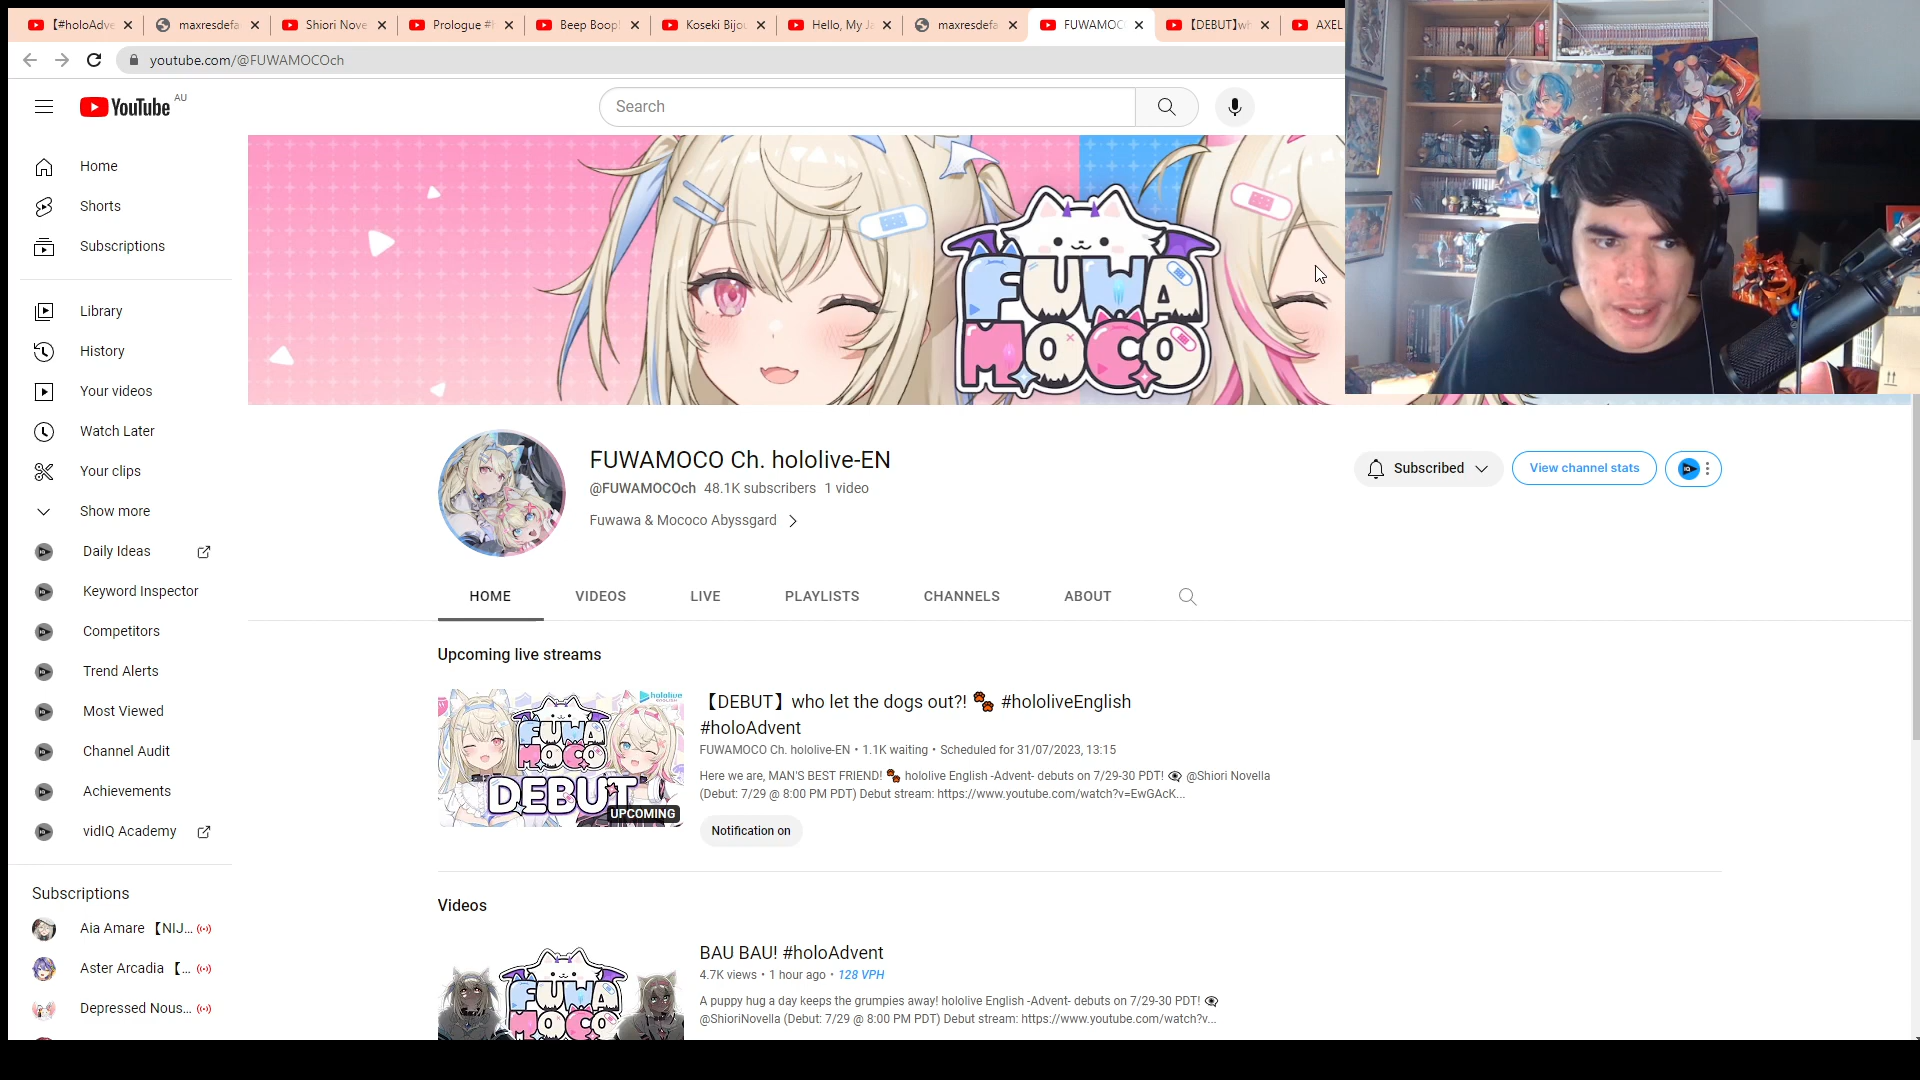 【#holoAdve
maxresdefa
Shiori Nove
Prologue #h
Beep Boop!
Koseki Bijou
Hello, My Ja
maxresdefa
FUWAMOC
【DEBUT】wh
AXEL
youtube.com/@FUWAMOCOch
YouTube AU
Search
Home
Shorts
Subscriptions
Library
History
Your videos
Watch Later
Your clips
Show more
Daily Ideas
Keyword Inspector
Competitors
Trend Alerts
Most Viewed
Channel Audit
Achievements
vidIQ Academy
Subscriptions
Aia Amare 【NIJ...
Aster Arcadia 【...
Depressed Nous...
FUWA
MOCO
FUWAMOCO Ch. hololive-EN
@FUWAMOCOch 48.1K subscribers 1 video
Fuwawa & Mococo Abyssgard
Subscribed
View channel stats
HOME VIDEOS LIVE PLAYLISTS CHANNELS ABOUT
Upcoming live streams
hololive
FUWA
MOCO
DEBUT
UPCOMING
【DEBUT】who let the dogs out?! 🐾 #hololiveEnglish
#holoAdvent
FUWAMOCO Ch. hololive-EN • 1.1K waiting • Scheduled for 31/07/2023, 13:15
Here we are, MAN'S BEST FRIEND! 🐾 hololive English -Advent- debuts on 7/29-30 PDT! 👁‍🗨 @Shiori Novella
(Debut: 7/29 @ 8:00 PM PDT) Debut stream: https://www.youtube.com/watch?v=EwGAcK...
Notification on
Videos
FUWA
MOCO
BAU BAU! #holoAdvent
4.7K views • 1 hour ago • 128 VPH
A puppy hug a day keeps the grumpies away! hololive English -Advent- debuts on 7/29-30 PDT! 👁‍🗨
@ShioriNovella (Debut: 7/29 @ 8:00 PM PDT) Debut stream: https://www.youtube.com/watch?v...